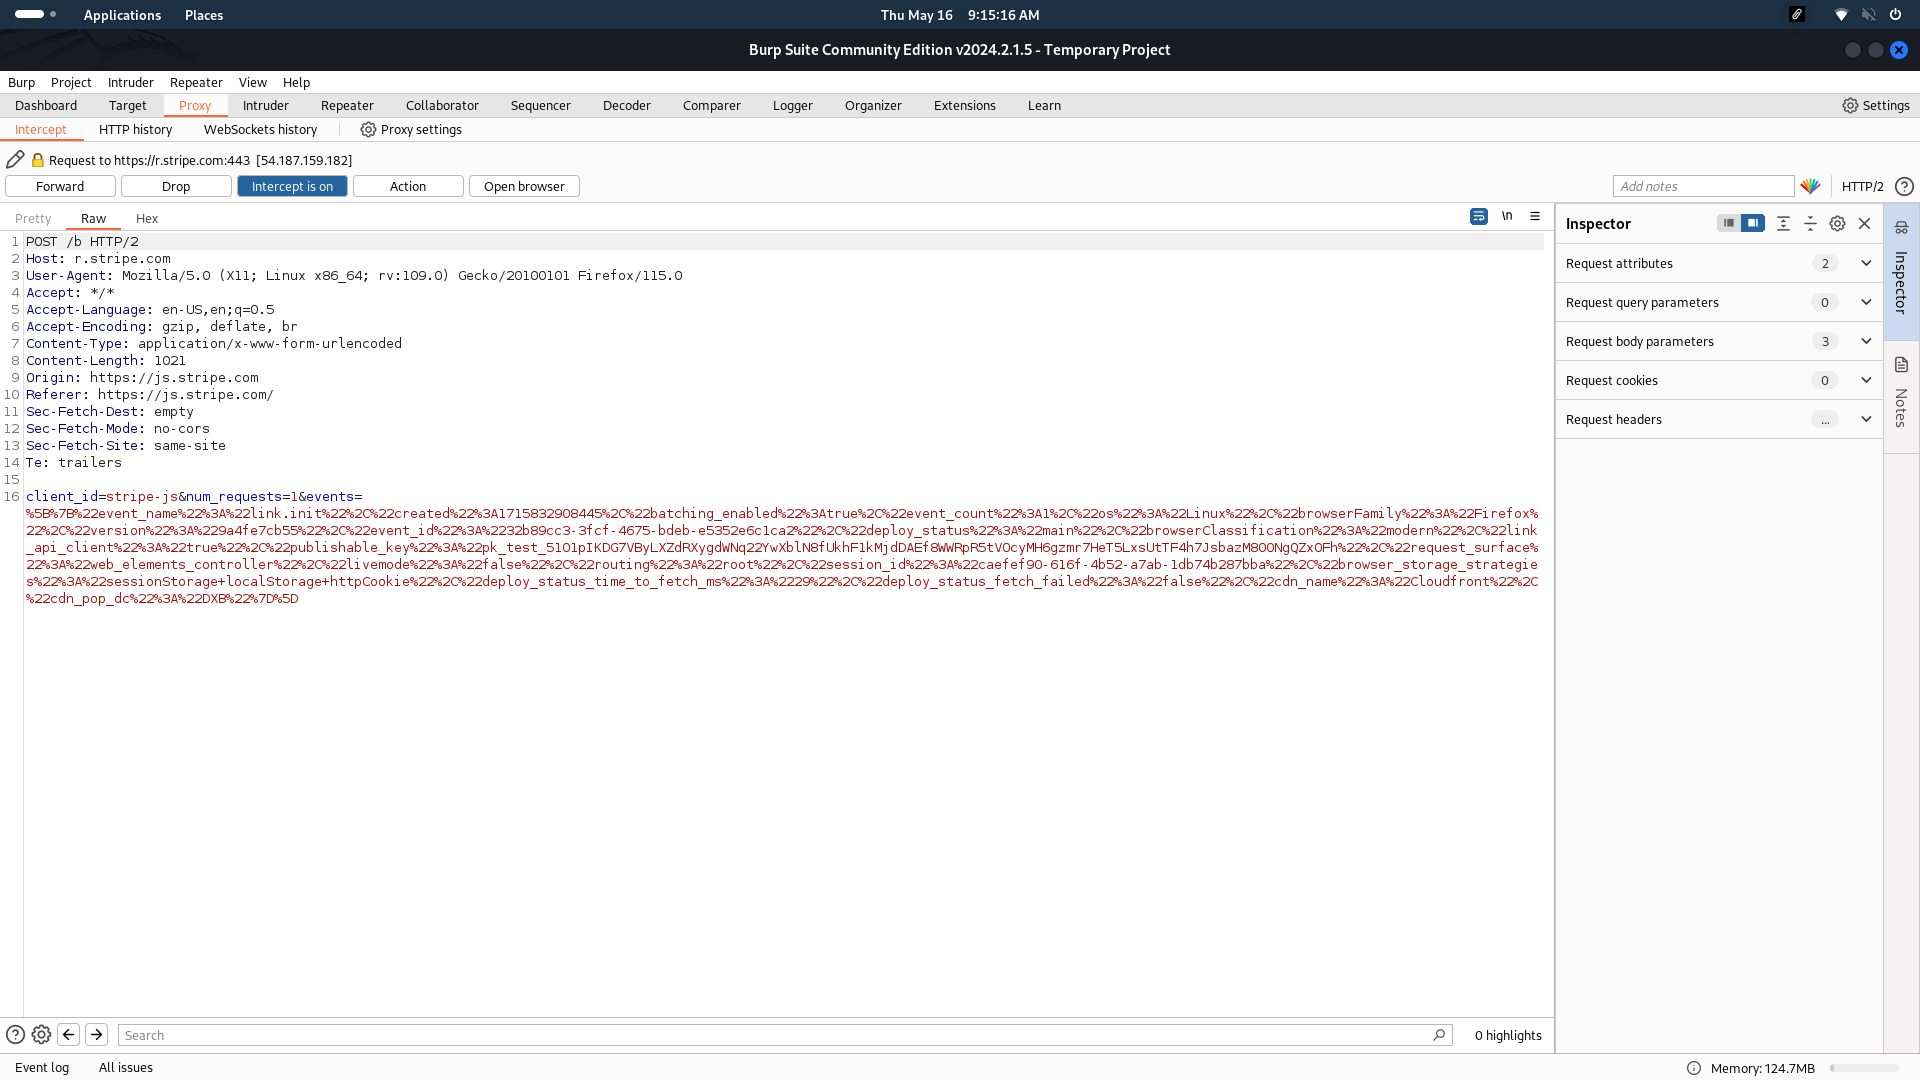 Applications Places Thu May 16 9:15:16 AM
Burp Suite Community Edition v2024.2.1.5 - Temporary Project
Burp Project Intruder Repeater View Help
Dashboard Target Proxy Intruder Repeater Collaborator Sequencer Decoder Comparer Logger Organizer Extensions Learn Settings
Intercept HTTP history WebSockets history Proxy settings
Request to https://r.stripe.com:443 [54.187.159.182]
Forward Drop Intercept is on Action Open browser Add notes HTTP/2
Pretty Raw Hex \n
Inspector
Request attributes 2
Request query parameters 0
Request body parameters 3
Request cookies 0
Request headers ...
Inspector
Notes
1 POST /b HTTP/2
2 Host: r.stripe.com
3 User-Agent: Mozilla/5.0 (X11; Linux x86_64; rv:109.0) Gecko/20100101 Firefox/115.0
4 Accept: */*
5 Accept-Language: en-US,en;q=0.5
6 Accept-Encoding: gzip, deflate, br
7 Content-Type: application/x-www-form-urlencoded
8 Content-Length: 1021
9 Origin: https://js.stripe.com
10 Referer: https://js.stripe.com/
11 Sec-Fetch-Dest: empty
12 Sec-Fetch-Mode: no-cors
13 Sec-Fetch-Site: same-site
14 Te: trailers
15
16 client_id=stripe-js&num_requests=1&events=
%5B%7B%22event_name%22%3A%22link.init%22%2C%22created%22%3A1715832908445%2C%22batching_enabled%22%3Atrue%2C%22event_count%22%3A1%2C%22os%22%3A%22Linux%22%2C%22browserFamily%22%3A%22Firefox%
22%2C%22version%22%3A%229a4fe7cb55%22%2C%22event_id%22%3A%2232b89cc3-3fcf-4675-bdeb-e5352e6c1ca2%22%2C%22deploy_status%22%3A%22main%22%2C%22browserClassification%22%3A%22modern%22%2C%22link
_api_client%22%3A%22true%22%2C%22publishable_key%22%3A%22pk_test_51O1pIKDG7VByLXZdRXygdWNq22YwXblN8fUkhF1kMjdDAEf8WWRpR5tVOcyMH6gzmr7HeT5LxsUtTF4h7JsbazM800NgQZxOFh%22%2C%22request_surface%
22%3A%22web_elements_controller%22%2C%22livemode%22%3A%22false%22%2C%22routing%22%3A%22root%22%2C%22session_id%22%3A%22caefef90-616f-4b52-a7ab-1db74b287bba%22%2C%22browser_storage_strategie
s%22%3A%22sessionStorage+localStorage+httpCookie%22%2C%22deploy_status_time_to_fetch_ms%22%3A%2229%22%2C%22deploy_status_fetch_failed%22%3A%22false%22%2C%22cdn_name%22%3A%22Cloudfront%22%2C
%22cdn_pop_dc%22%3A%22DXB%22%7D%5D
Search 0 highlights
Event log All issues Memory: 124.7MB